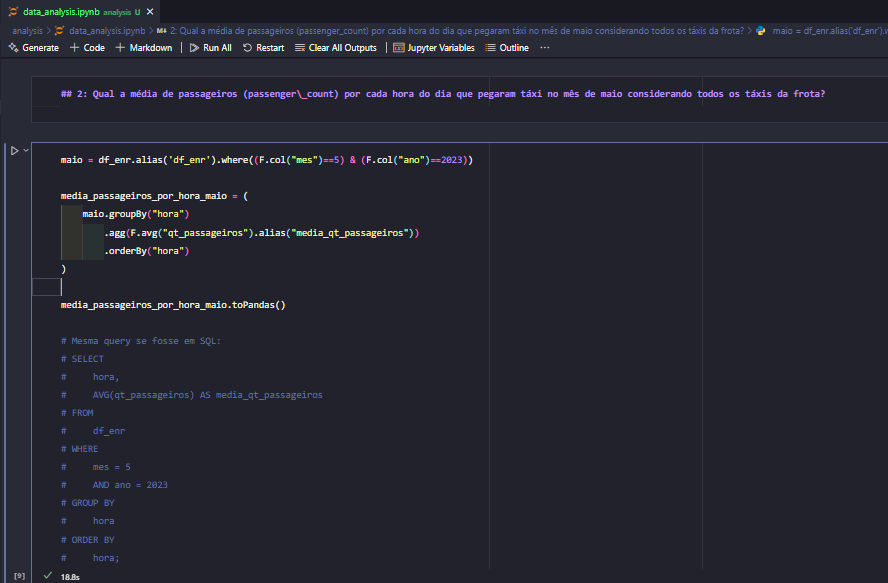 data_analysis.ipynb analysis U
analysis > data_analysis.ipynb > M↓ 2: Qual a média de passageiros (passenger_count) por cada hora do dia que pegaram táxi no mês de maio considerando todos os táxis da frota? > maio = df_enr.alias('df_enr').w
Generate + Code + Markdown | Run All Restart Clear All Outputs | Jupyter Variables Outline ...
## 2: Qual a média de passageiros (passenger\_count) por cada hora do dia que pegaram táxi no mês de maio considerando todos os táxis da frota?
maio = df_enr.alias('df_enr').where((F.col("mes")==5) & (F.col("ano")==2023))
media_passageiros_por_hora_maio = (
maio.groupBy("hora")
.agg(F.avg("qt_passageiros").alias("media_qt_passageiros"))
.orderBy("hora")
)
media_passageiros_por_hora_maio.toPandas()
# Mesma query se fosse em SQL:
# SELECT
# hora,
# AVG(qt_passageiros) AS media_qt_passageiros
# FROM
# df_enr
# WHERE
# mes = 5
# AND ano = 2023
# GROUP BY
# hora
# ORDER BY
# hora;
[9] 18.8s